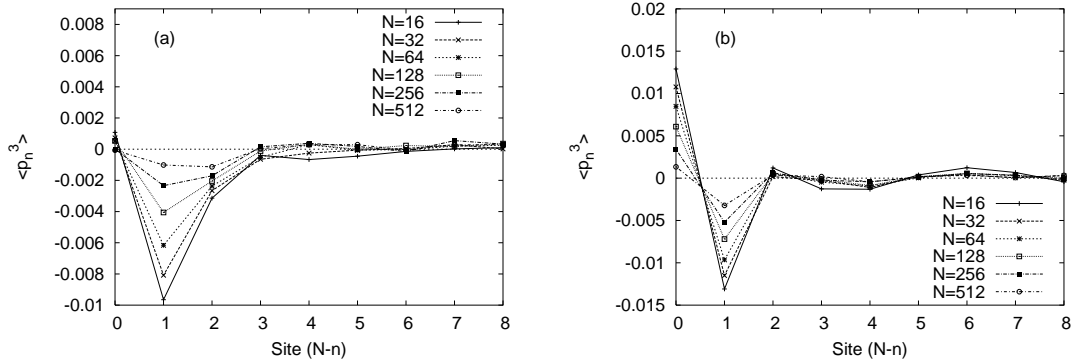 (a)
<p_n^3>
0.008
0.006
0.004
0.002
0
-0.002
-0.004
-0.006
-0.008
-0.01
N=16
N=32
N=64
N=128
N=256
N=512
0 1 2 3 4 5 6 7 8
Site (N-n)
(b)
<p_n^3>
0.02
0.015
0.01
0.005
0
-0.005
-0.01
-0.015
N=16
N=32
N=64
N=128
N=256
N=512
0 1 2 3 4 5 6 7 8
Site (N-n)